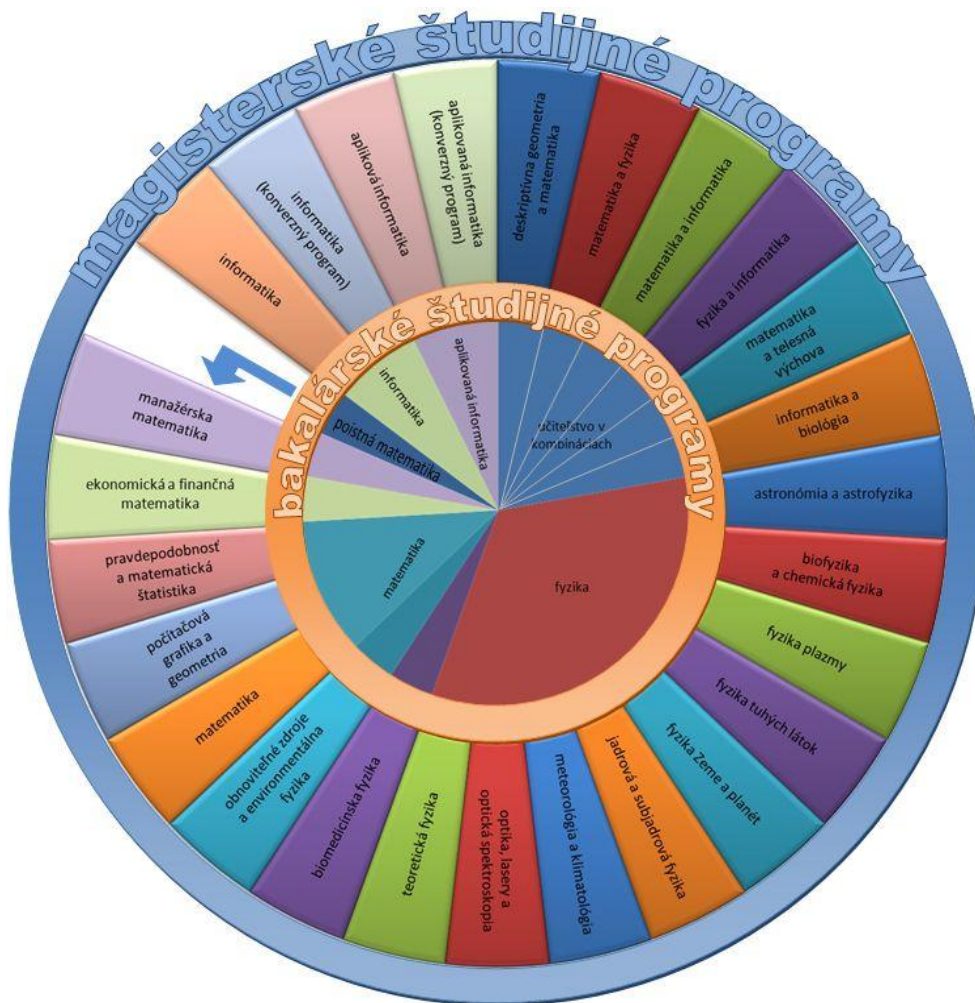 magisterské študijné programy
deskriptívna geometria
a matematika
matematika a fyzika
matematika a informatika
fyzika a informatika
matematika
a telesná
výchova
informatika a
biológia
astronómia a astrofyzika
biofyzika
a chemická fyzika
fyzika plazmy
fyzika tuhých látok
fyzika Zeme a planét
jadrová a subjadrová fyzika
meteorológia a klimatológia
optika, lasery a
optická spektroskopia
teoretická fyzika
biomedicínska fyzika
obnoviteľné zdroje
a environmentálna
fyzika
matematika
počítačová
grafika a
geometria
pravdepodobnosť
a matematická
štatistika
ekonomická a finančná
matematika
manažérska
matematika
informatika
informatika
(konverzný program)
apliková informatika
aplikovaná informatika
(konverzný program)
bakalárske študijné programy
učiteľstvo v
kombináciách
fyzika
matematika
poistná matematika
informatika
aplikovaná informatika